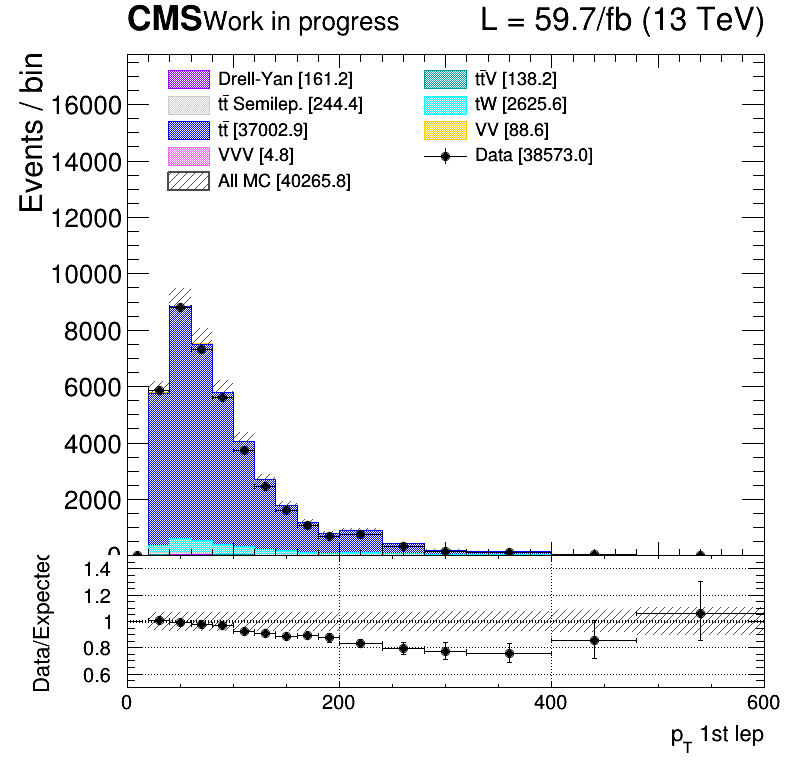 CMS Work in progress L = 59.7/fb (13 TeV)
Events / bin
16000
14000
12000
10000
8000
6000
4000
2000
0
Drell-Yan [161.2]
tt̄ Semilep. [244.4]
tt̄ [37002.9]
VVV [4.8]
All MC [40265.8]
tt̄V [138.2]
tW [2625.6]
VV [88.6]
Data [38573.0]
Data/Expected
1.4
1.2
1
0.8
0.6
0 200 400 600
p_T 1st lep